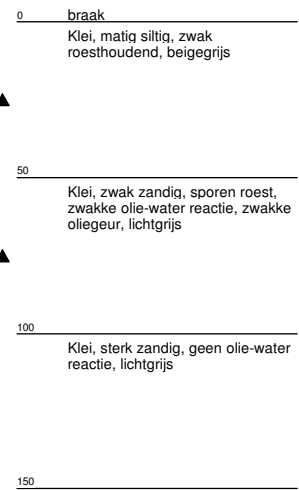 0 braak
Klei, matig siltig, zwak
roesthoudend, beigegrijs
50
Klei, zwak zandig, sporen roest,
zwakke olie-water reactie, zwakke
oliegeur, lichtgrijs
100
Klei, sterk zandig, geen olie-water
reactie, lichtgrijs
150